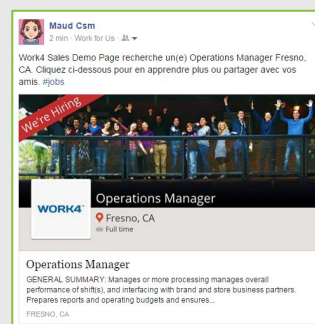 Maud Csm
2 min · Work for Us ·
Work4 Sales Demo Page recherche un(e) Operations Manager Fresno,
CA. Cliquez ci-dessous pour en apprendre plus ou partager avec vos
amis. #jobs
We're Hiring
WORK4
Operations Manager
Fresno, CA
Full time
Operations Manager
GENERAL SUMMARY: Manages or more processing manages overall
performance of shift(s), and interfacing with brand and store business partners.
Prepares reports and operating budgets and ensures...
FRESNO, CA